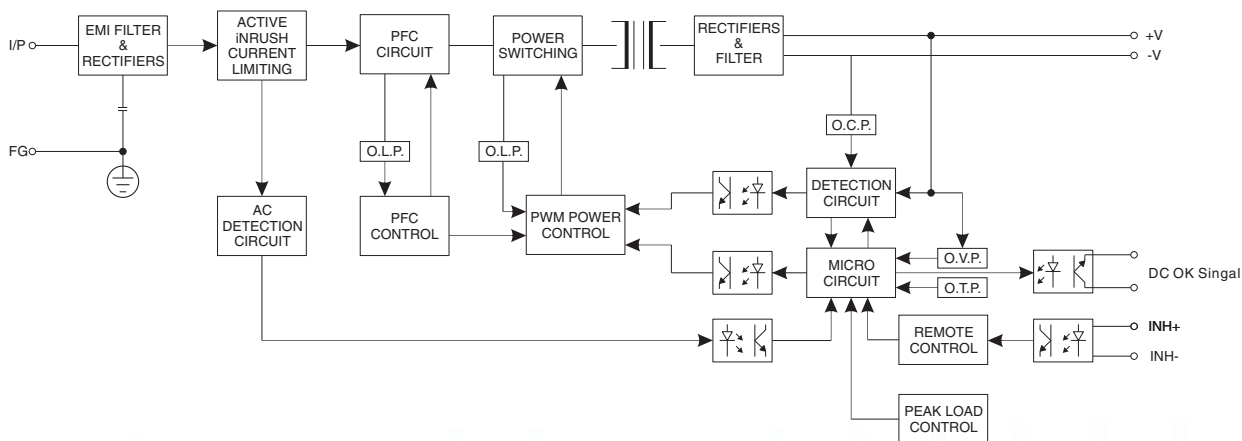 I/P
EMI FILTER
&
RECTIFIERS
ACTIVE
iNRUSH
CURRENT
LIMITING
PFC
CIRCUIT
POWER
SWITCHING
RECTIFIERS
&
FILTER
+V
-V
FG
O.L.P.
O.L.P.
O.C.P.
AC
DETECTION
CIRCUIT
PFC
CONTROL
PWM POWER
CONTROL
DETECTION
CIRCUIT
MICRO
CIRCUIT
O.V.P.
O.T.P.
DC OK Singal
REMOTE
CONTROL
INH+
INH-
PEAK LOAD
CONTROL